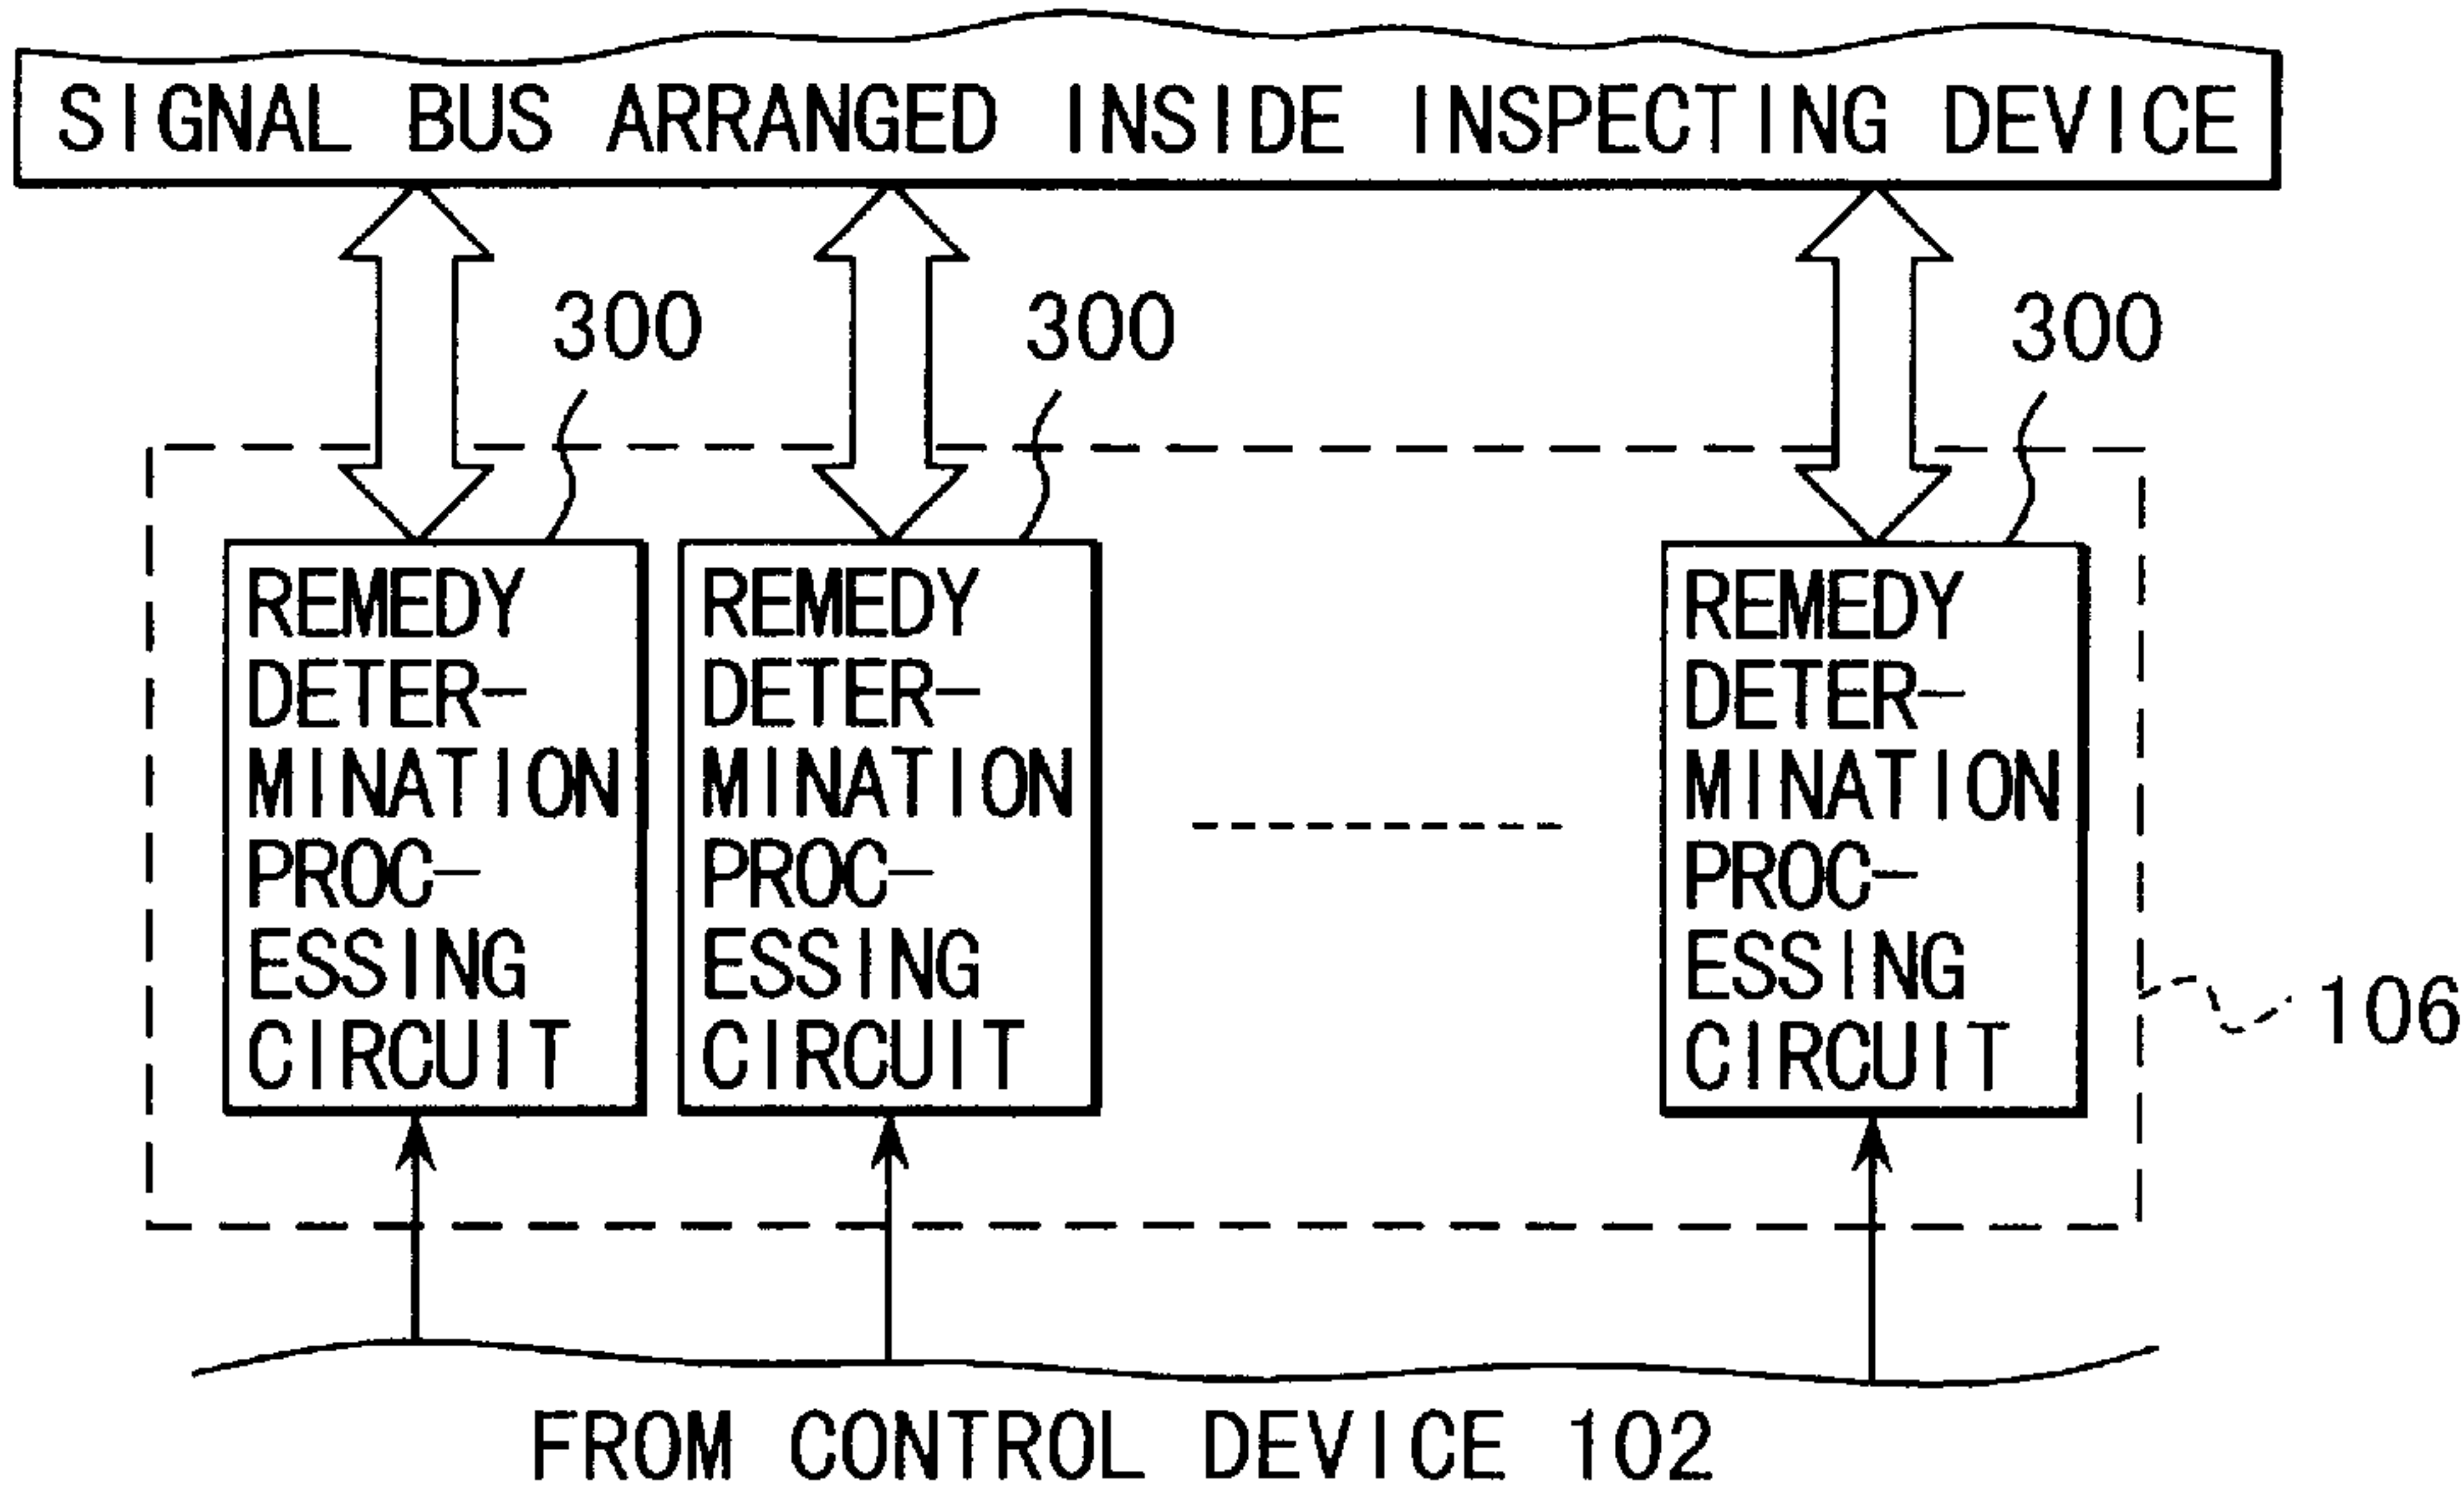 SIGNAL BUS ARRANGED INSIDE INSPECTING DEVICE
300
300
300
REMEDY
DETER-
MINATION
PROC-
ESSING
CIRCUIT
REMEDY
DETER-
MINATION
PROC-
ESSING
CIRCUIT
REMEDY
DETER-
MINATION
PROC-
ESSING
CIRCUIT
106
FROM CONTROL DEVICE 102